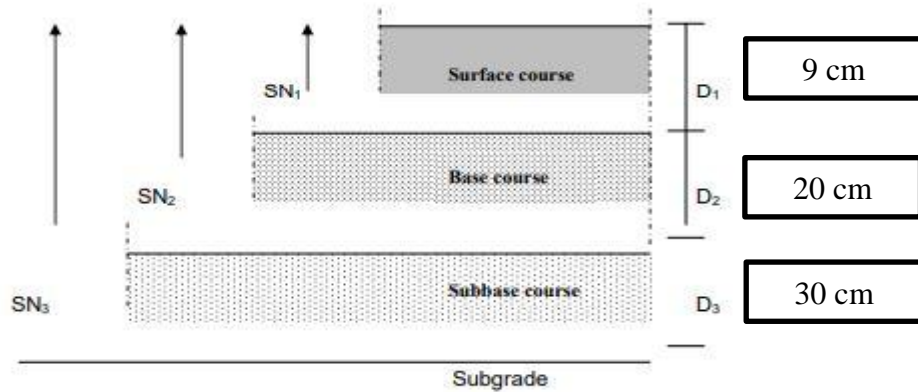 Surface course
SN₁
D₁
9 cm
Base course
SN₂
D₂
20 cm
Subbase course
SN₃
D₃
30 cm
Subgrade